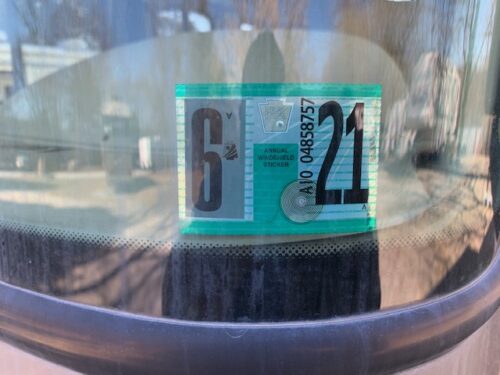 6
ANNUAL
WINDSHIELD
STICKER
A10 04858757
21